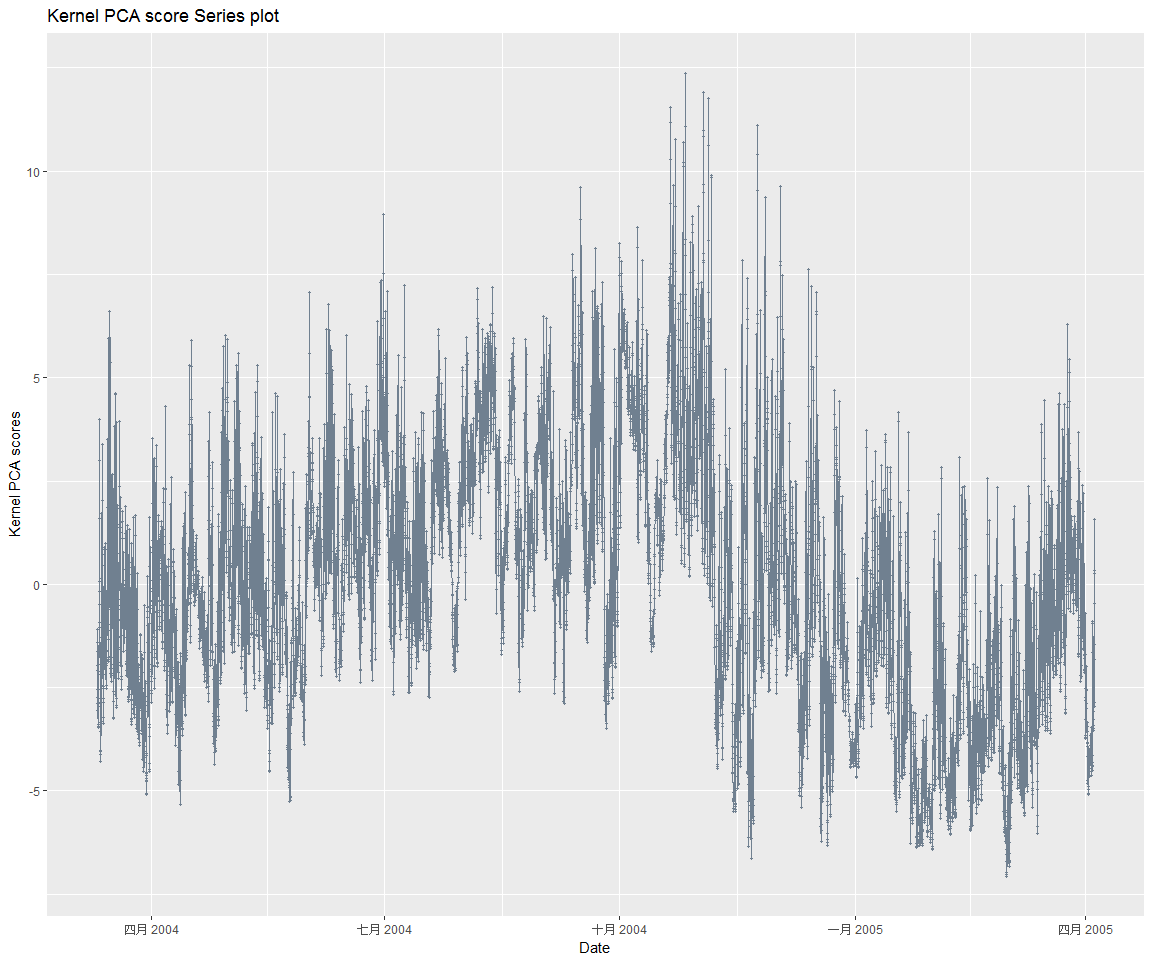 Kernel PCA score Series plot
Kernel PCA scores
10
5
0
-5
四月 2004
七月 2004
十月 2004
一月 2005
四月 2005
Date